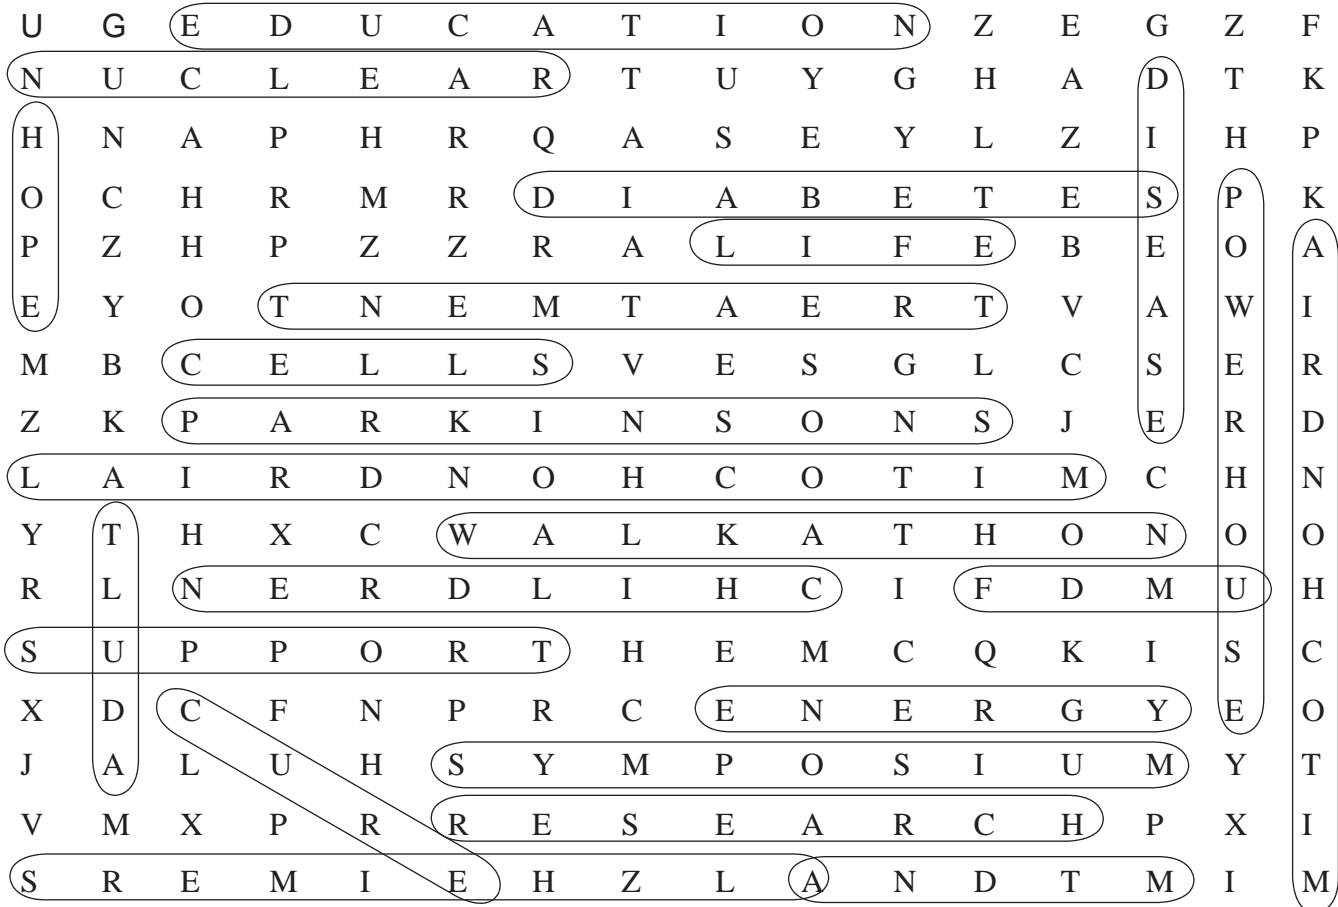 U G E D U C A T I O N Z E G Z F
N U C L E A R T U Y G H A D T K
H N A P H R Q A S E Y L Z I H P
O C H R M R D I A B E T E S P K
P Z H P Z Z R A L I F E B E O A
E Y O T N E M T A E R T V A W I
M B C E L L S V E S G L C S E R
Z K P A R K I N S O N S J E R D
L A I R D N O H C O T I M C H N
Y T H X C W A L K A T H O N O O
R L N E R D L I H C I F D M U H
S U P P O R T H E M C Q K I S C
X D C F N P R C E N E R G Y E O
J A L U H S Y M P O S I U M Y T
V M X P R R E S E A R C H P X I
S R E M I E H Z L A N D T M I M